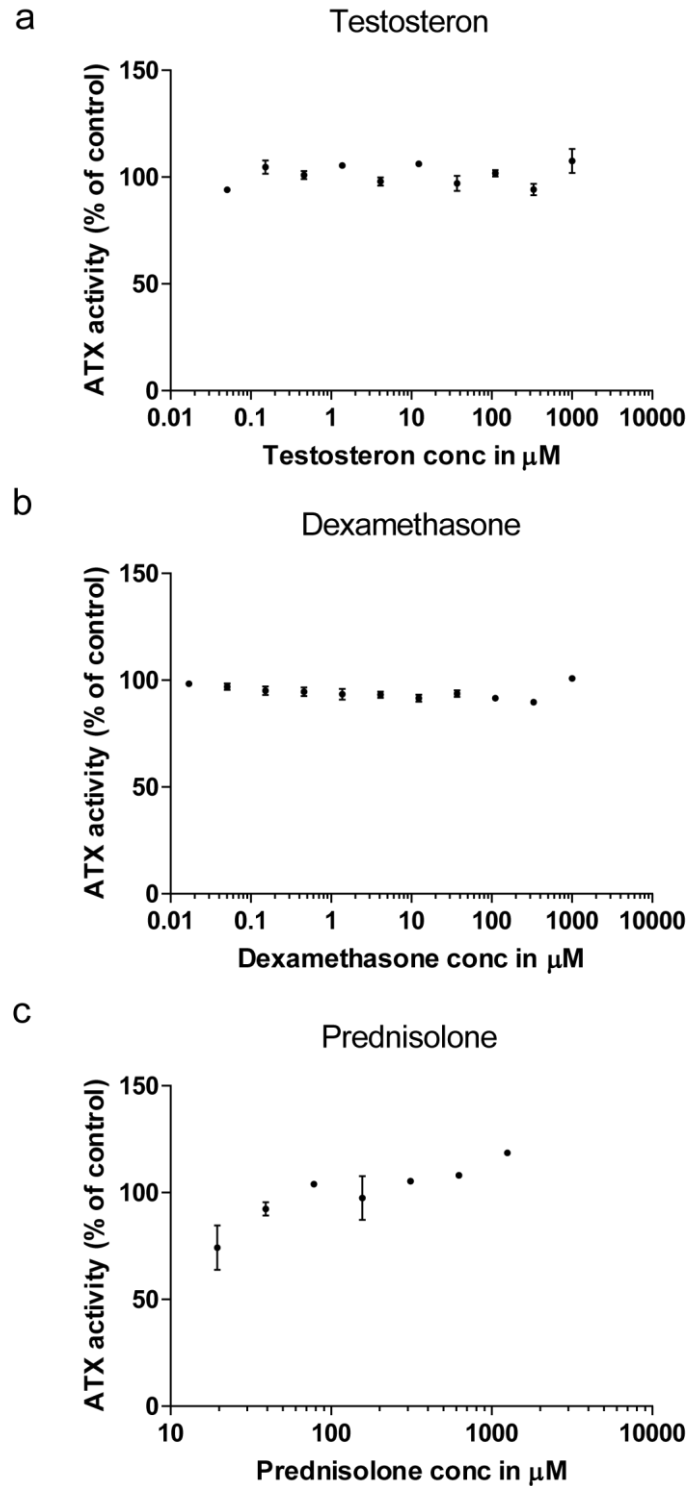 a
Testosteron
ATX activity (% of control)
150
100
50
0
0.01 0.1 1 10 100 1000 10000
Testosteron conc in μM
b
Dexamethasone
ATX activity (% of control)
150
100
50
0
0.01 0.1 1 10 100 1000 10000
Dexamethasone conc in μM
c
Prednisolone
ATX activity (% of control)
150
100
50
0
10 100 1000 10000
Prednisolone conc in μM